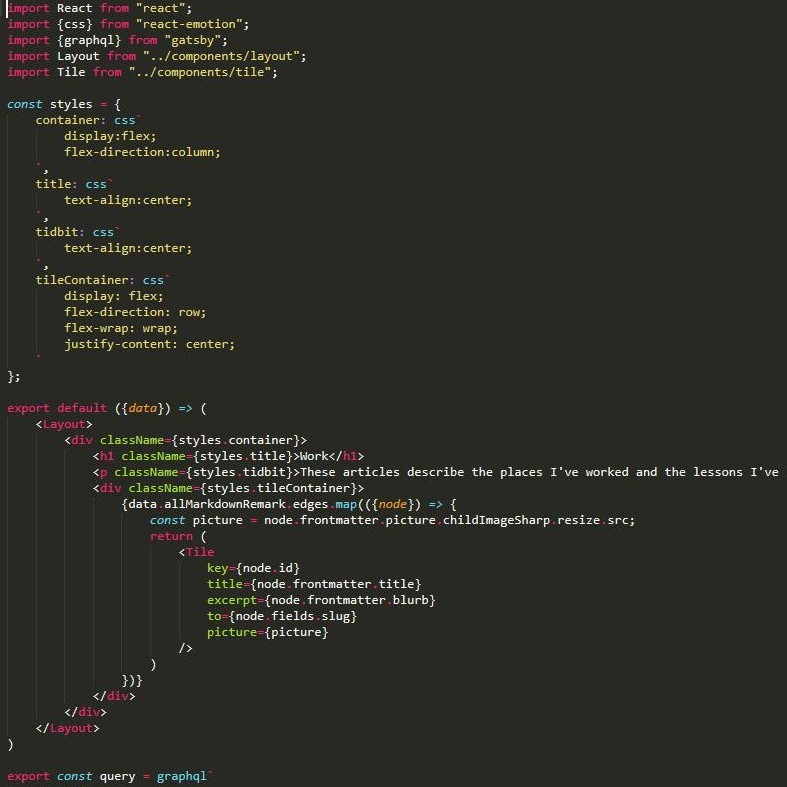 import React from "react";
import {css} from "react-emotion";
import {graphql} from "gatsby";
import Layout from "../components/layout";
import Tile from "../components/tile";

const styles = {
    container: css`
        display:flex;
        flex-direction:column;
    `,
    title: css`
        text-align:center;
    `,
    tidbit: css`
        text-align:center;
    `,
    tileContainer: css`
        display: flex;
        flex-direction: row;
        flex-wrap: wrap;
        justify-content: center;
    `
};

export default ({data}) => (
    <Layout>
        <div className={styles.container}>
            <h1 className={styles.title}>Work</h1>
            <p className={styles.tidbit}>These articles describe the places I've worked and the lessons I've
            <div className={styles.tileContainer}>
                {data.allMarkdownRemark.edges.map(({node}) => {
                    const picture = node.frontmatter.picture.childImageSharp.resize.src;
                    return (
                        <Tile
                            key={node.id}
                            title={node.frontmatter.title}
                            excerpt={node.frontmatter.blurb}
                            to={node.fields.slug}
                            picture={picture}
                        />
                    )
                })}
            </div>
        </div>
    </Layout>
)

export const query = graphql`